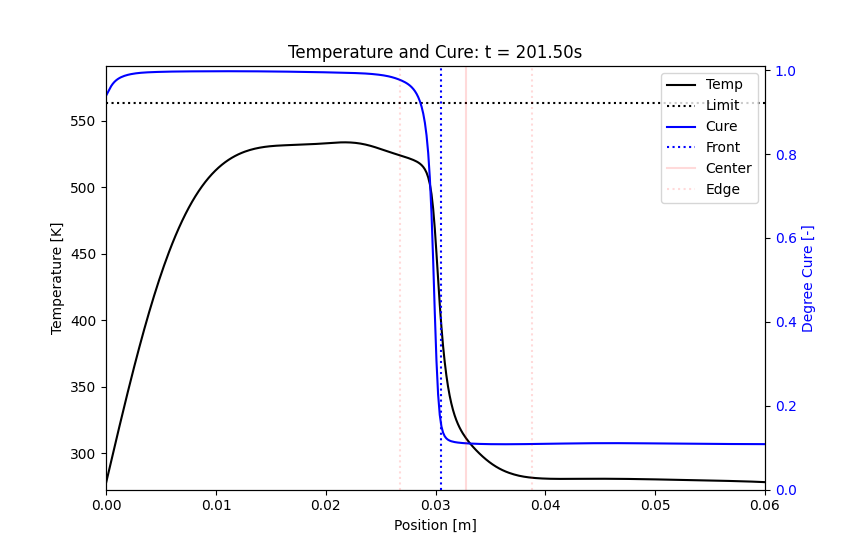 Temperature and Cure: t = 201.50s
Temperature [K]
550
500
450
400
350
300
1.0
0.8
0.6
0.4
0.2
0.0
Degree Cure [-]
Temp
Limit
Cure
Front
Center
Edge
0.00 0.01 0.02 0.03 0.04 0.05 0.06
Position [m]